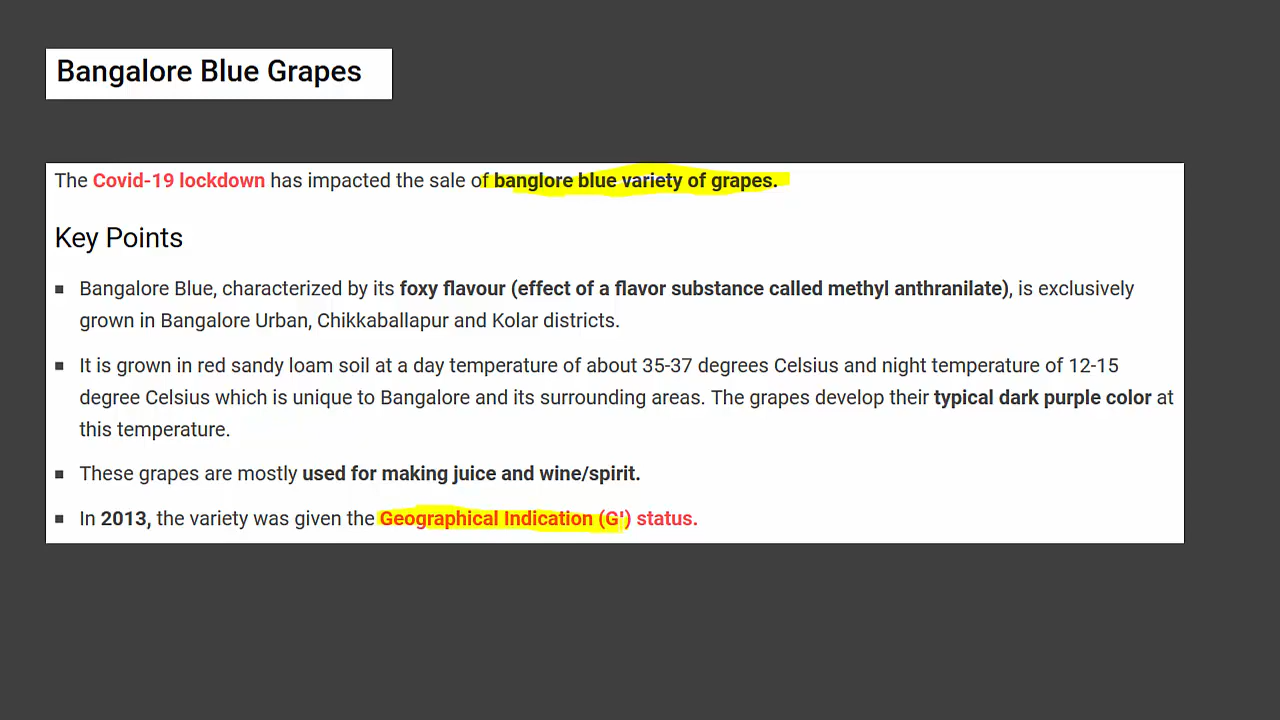 Bangalore Blue Grapes
The Covid-19 lockdown has impacted the sale of banglore blue variety of grapes.
Key Points
Bangalore Blue, characterized by its foxy flavour (effect of a flavor substance called methyl anthranilate), is exclusively
grown in Bangalore Urban, Chikkaballapur and Kolar districts.
It is grown in red sandy loam soil at a day temperature of about 35-37 degrees Celsius and night temperature of 12-15
degree Celsius which is unique to Bangalore and its surrounding areas. The grapes develop their typical dark purple color at
this temperature.
These grapes are mostly used for making juice and wine/spirit.
In 2013, the variety was given the Geographical Indication (GI) status.